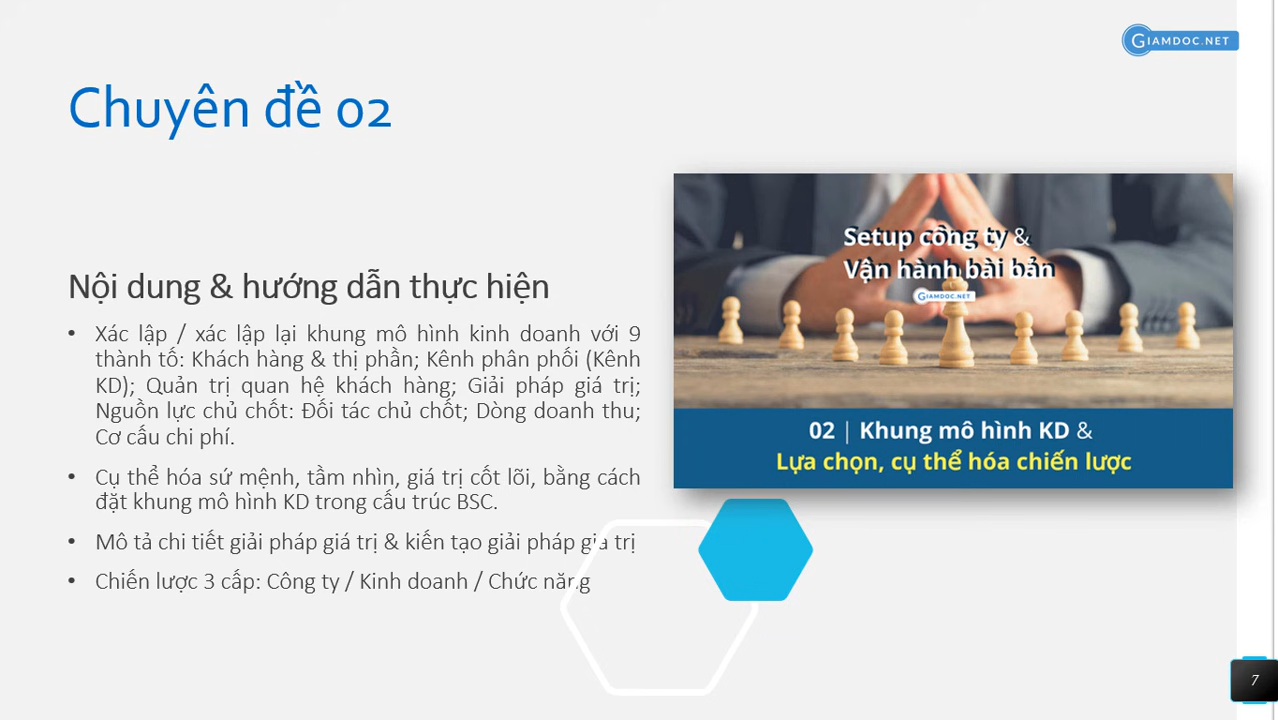 GIAMDOC.NET
Chuyên đề 02
Nội dung & hướng dẫn thực hiện
• Xác lập / xác lập lại khung mô hình kinh doanh với 9
thành tố: Khách hàng & thị phần; Kênh phân phối (Kênh
KD); Quản trị quan hệ khách hàng; Giải pháp giá trị;
Nguồn lực chủ chốt: Đối tác chủ chốt; Dòng doanh thu;
Cơ cấu chi phí.
• Cụ thể hóa sứ mệnh, tầm nhìn, giá trị cốt lõi, bằng cách
đặt khung mô hình KD trong cấu trúc BSC.
• Mô tả chi tiết giải pháp giá trị & kiến tạo giải pháp giá trị
• Chiến lược 3 cấp: Công ty / Kinh doanh / Chức năng
Setup công ty &
Vận hành bài bản
GIAMDOC.NET
02 | Khung mô hình KD &
Lựa chọn, cụ thể hóa chiến lược
7